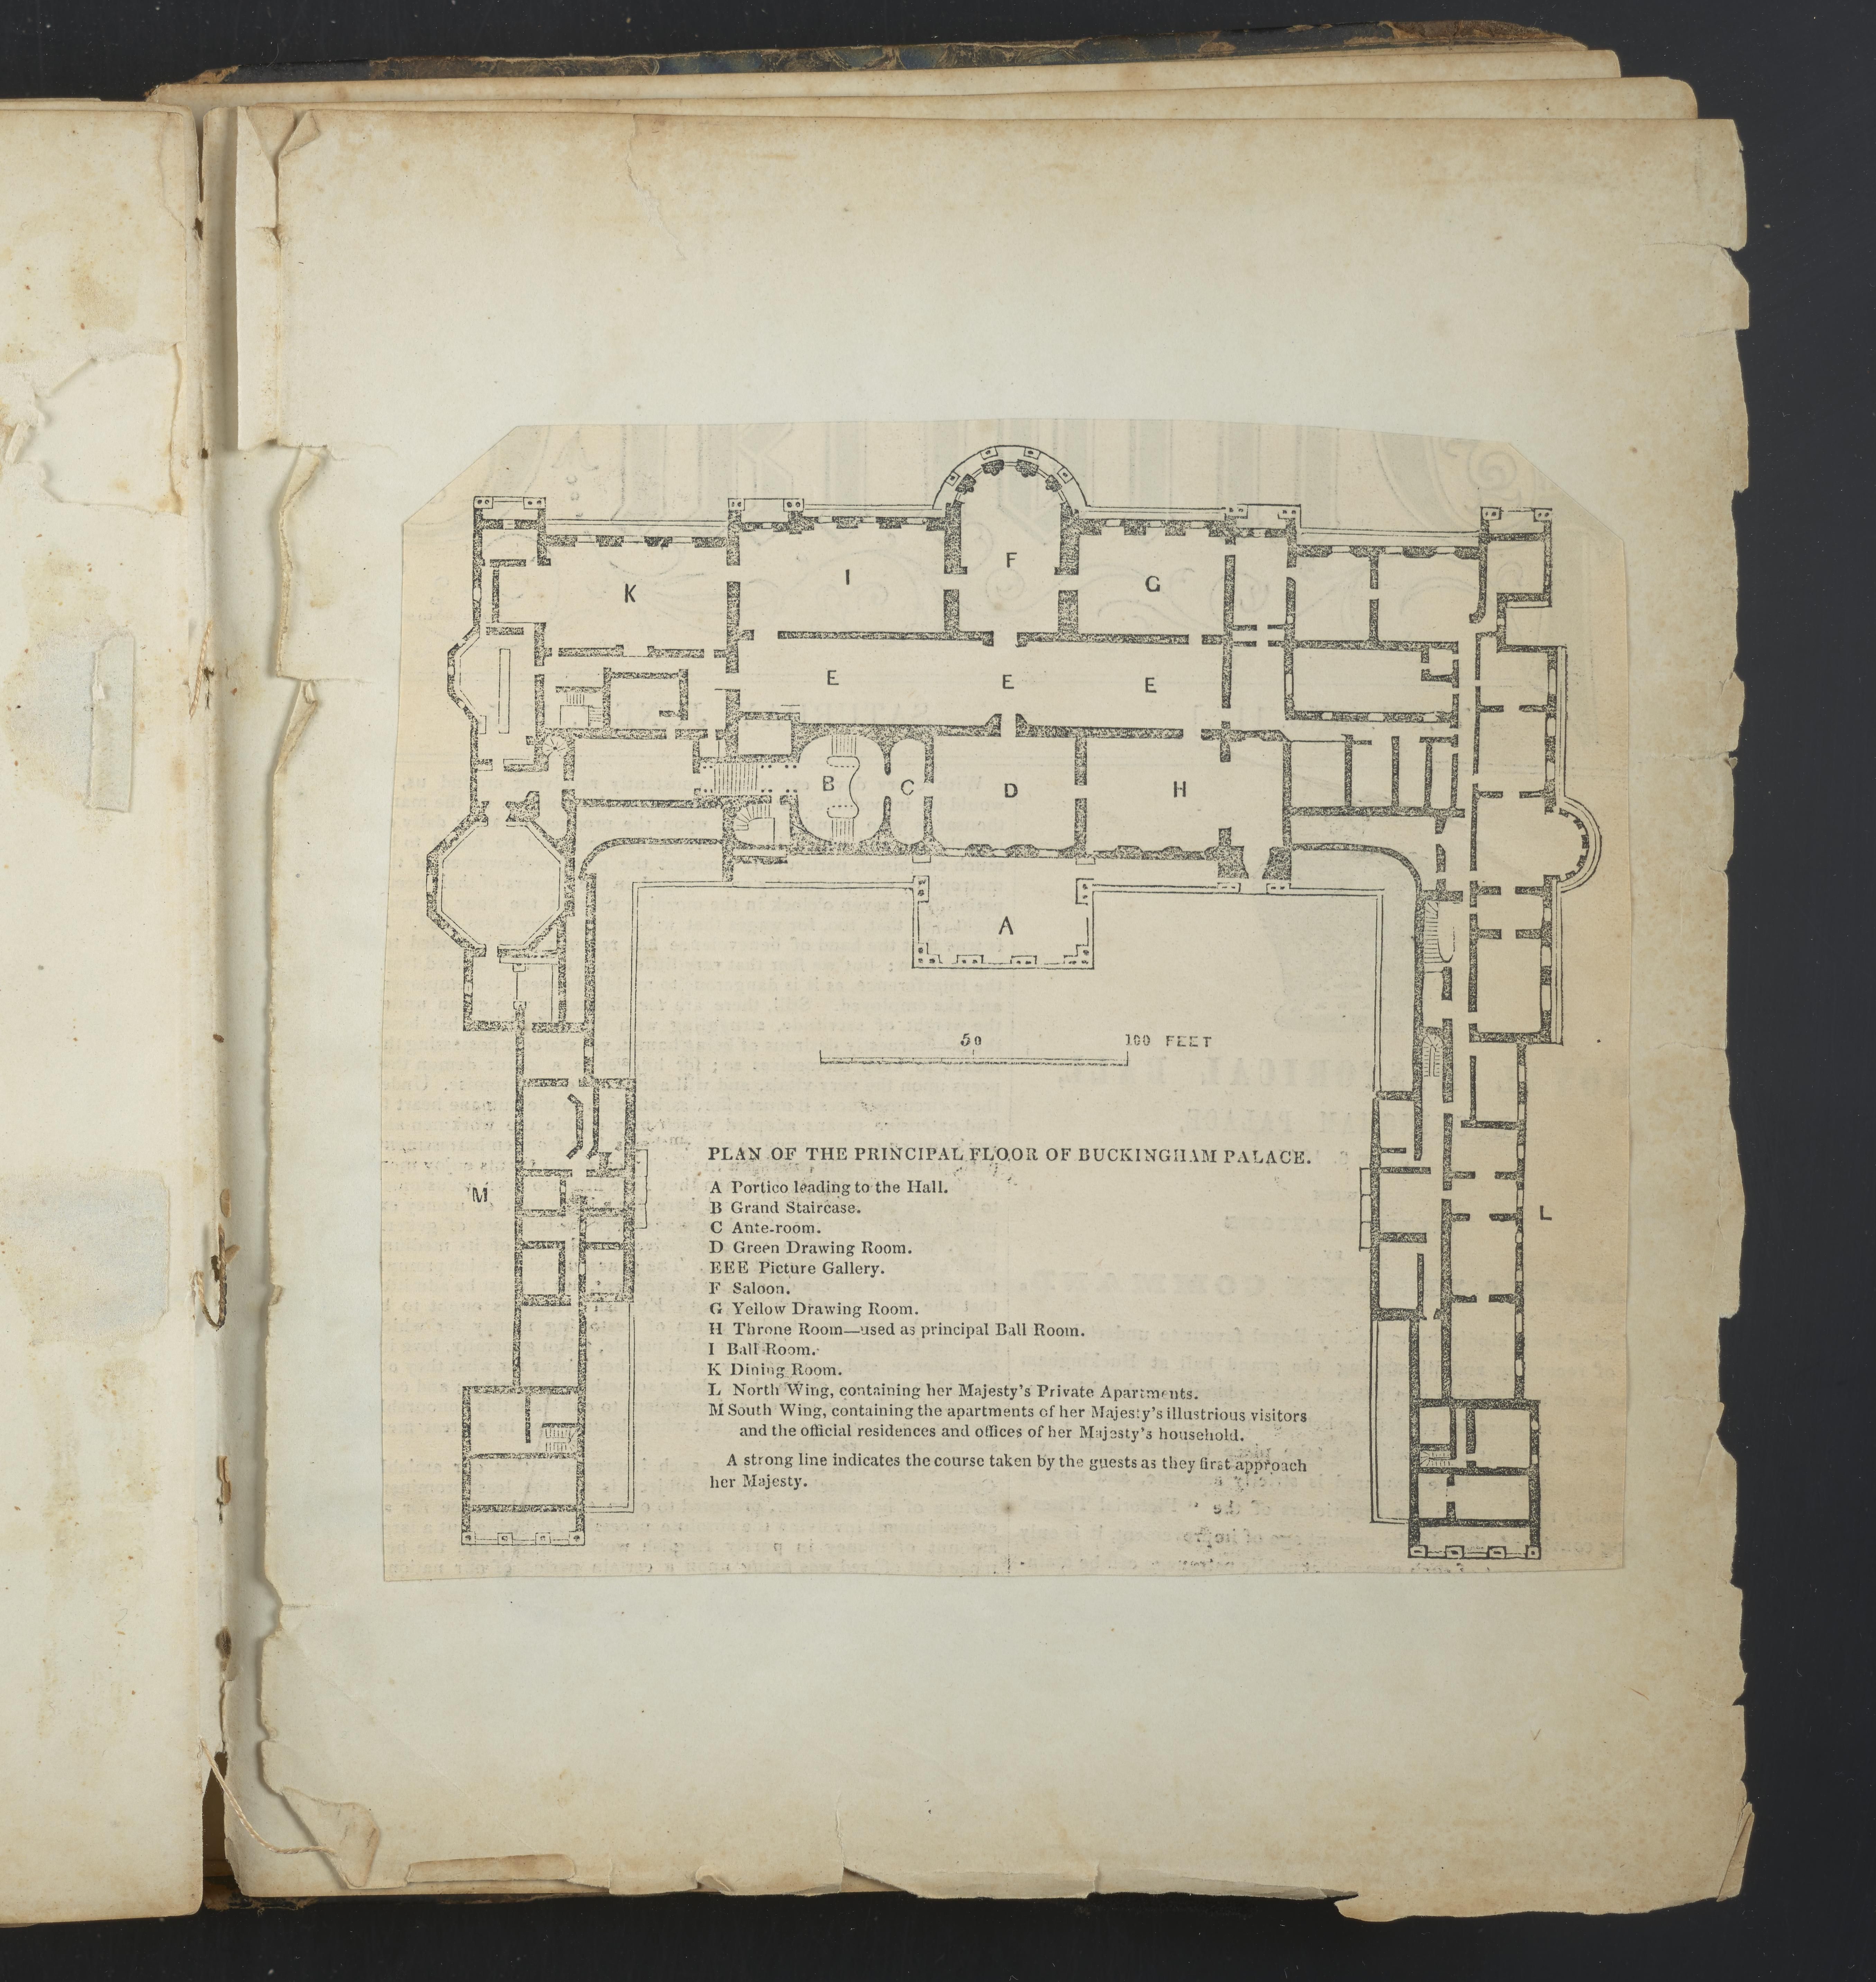 I
F
G
K
E
E
E
B
C
D
H
A
50
100 FEET
PLAN OF THE PRINCIPAL FLOOR OF BUCKINGHAM PALACE.
A Portico leading to the Hall.
M
B Grand Staircase.
L
C Ante-room.
D Green Drawing Room.
EEE Picture Gallery.
F Saloon.
G Yellow Drawing Room.
H Throne Room—used as principal Ball Room.
I Ball Room.
K Dining Room.
L North Wing, containing her Majesty's Private Apartments.
M South Wing, containing the apartments of her Majesty's illustrious visitors
and the official residences and offices of her Majesty's household.
A strong line indicates the course taken by the guests as they first approach
her Majesty.